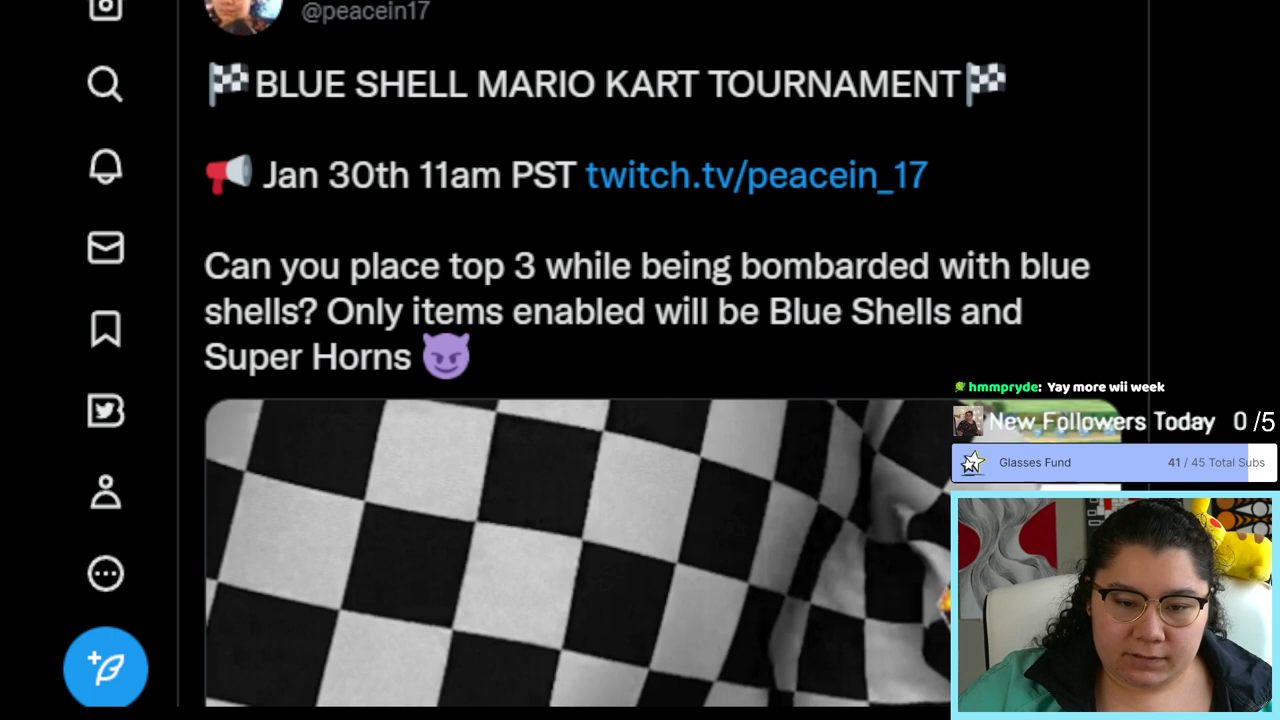 @peacein17
🏁BLUE SHELL MARIO KART TOURNAMENT🏁
📢 Jan 30th 11am PST twitch.tv/peacein_17
Can you place top 3 while being bombarded with blue
shells? Only items enabled will be Blue Shells and
Super Horns 😈
hmmpryde: Yay more wii week
New Followers Today 0 /5
Glasses Fund 41 / 45 Total Subs